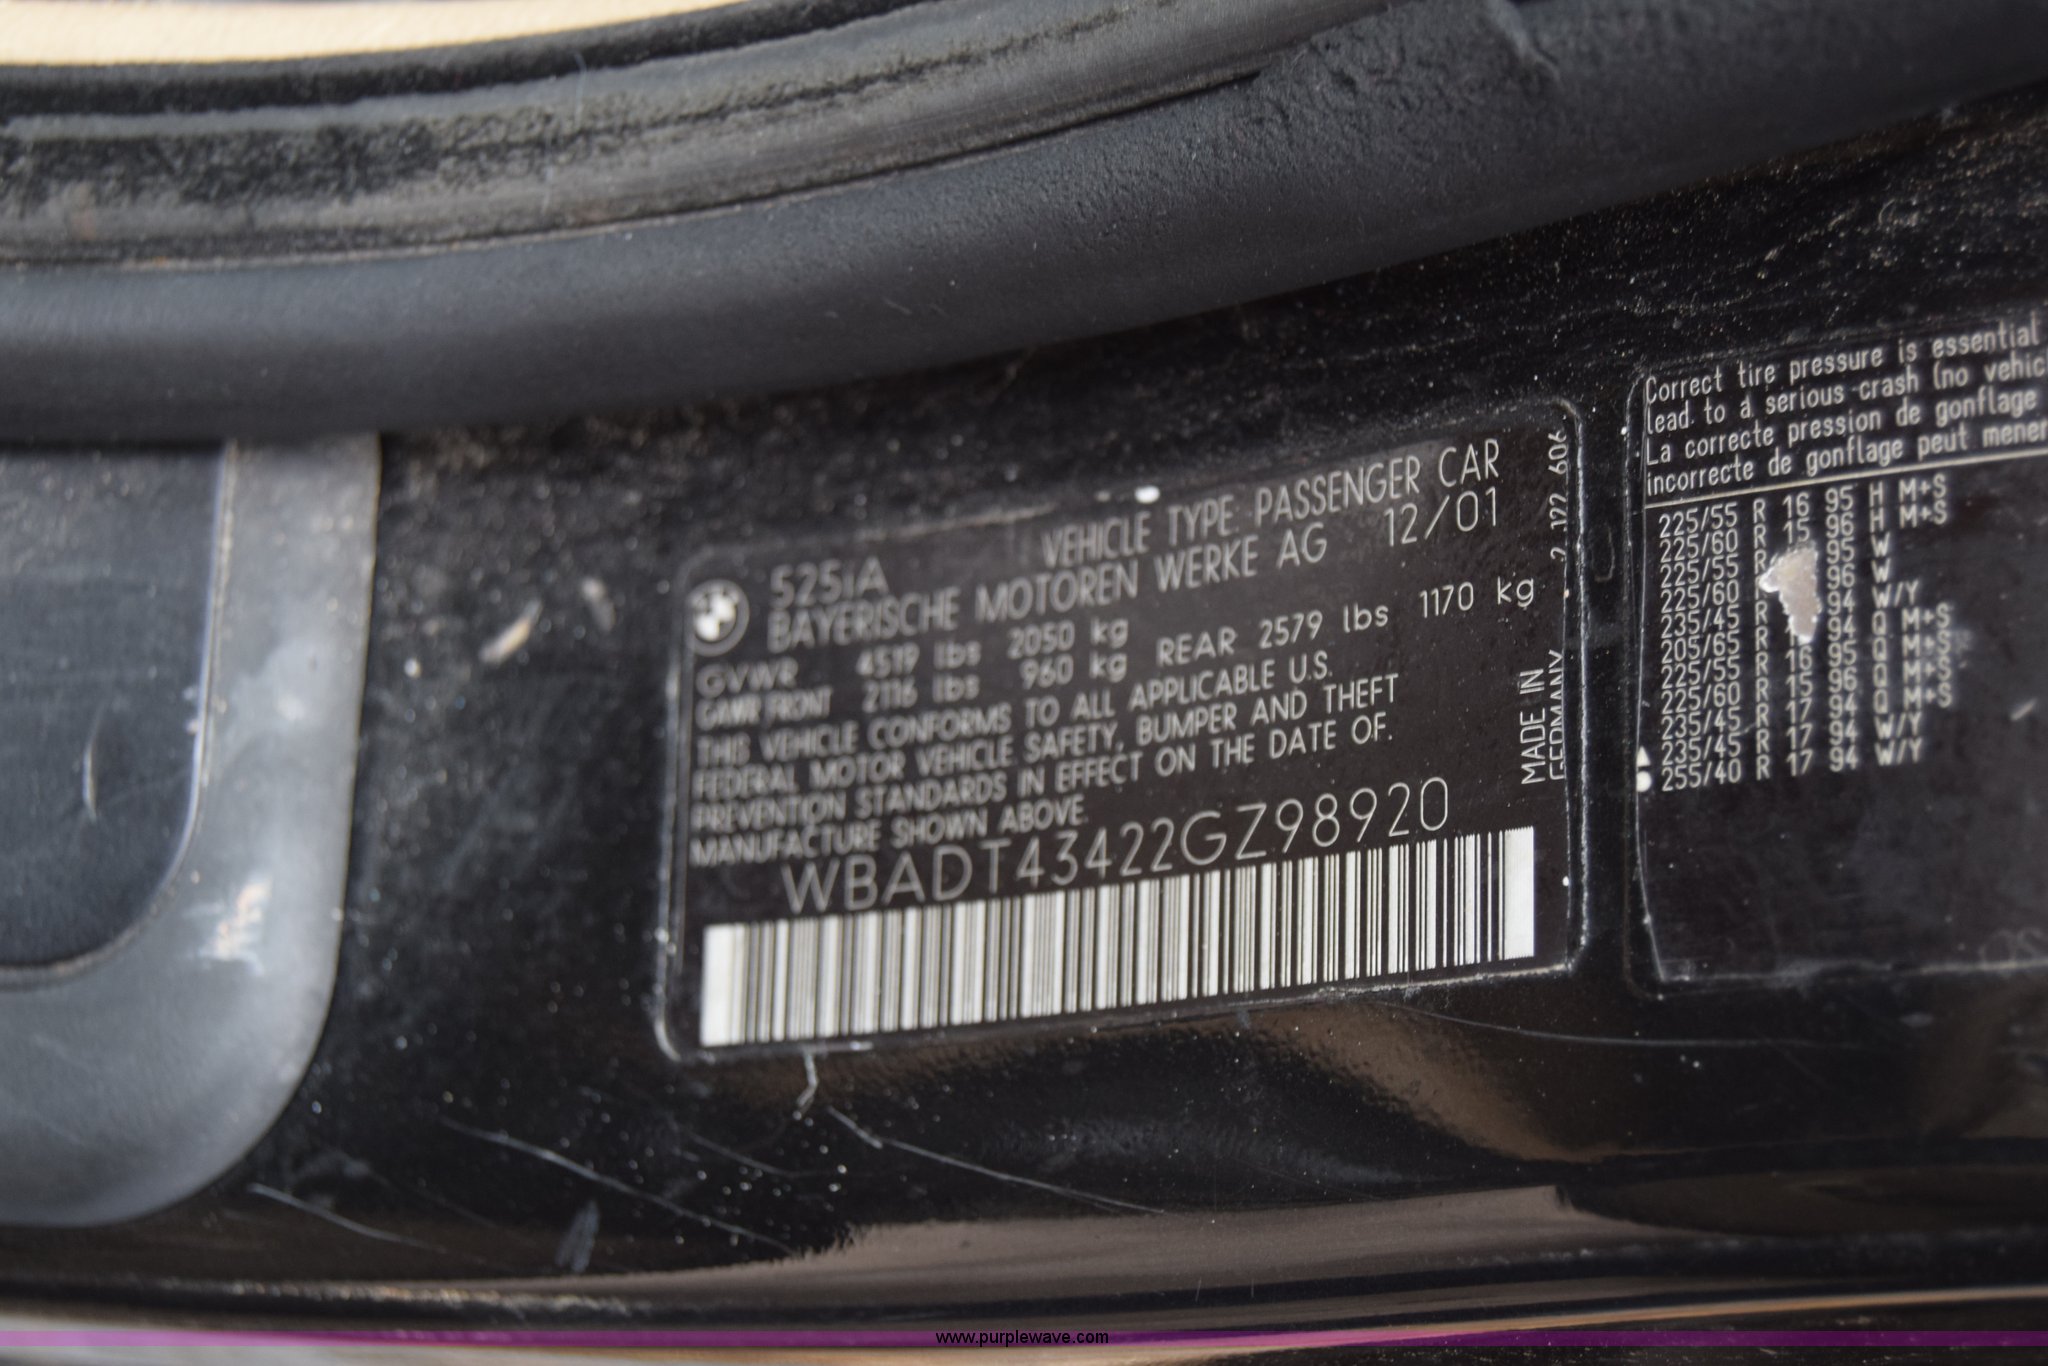 525iA VEHICLE TYPE PASSENGER CAR
BAYERISCHE MOTOREN WERKE AG 12/01
GVWR 4519 lbs 2050 kg
GAWR FRONT 2116 lbs 960 kg REAR 2579 lbs 1170 kg
THIS VEHICLE CONFORMS TO ALL APPLICABLE U.S.
FEDERAL MOTOR VEHICLE SAFETY, BUMPER AND THEFT
PREVENTION STANDARDS IN EFFECT ON THE DATE OF.
MANUFACTURE SHOWN ABOVE.
WBADT43422GZ98920
2 122 606
MADE IN
GERMANY
Correct tire pressure is essential
lead to a serious crash (no vehic
La correcte pression de gonflage
incorrecte de gonflage peut mener
225/55 R 16 95 H M+S
225/60 R 15 96 H M+S
225/55 R 95 W
225/60 R 96 W
235/45 R 94 W/Y
205/65 R 94 Q M+S
225/55 R 16 95 Q M+S
225/60 R 15 96 Q M+S
235/45 R 17 94 Q M+S
▲ 235/45 R 17 94 W/Y
● 255/40 R 17 94 W/Y
www.purplewave.com